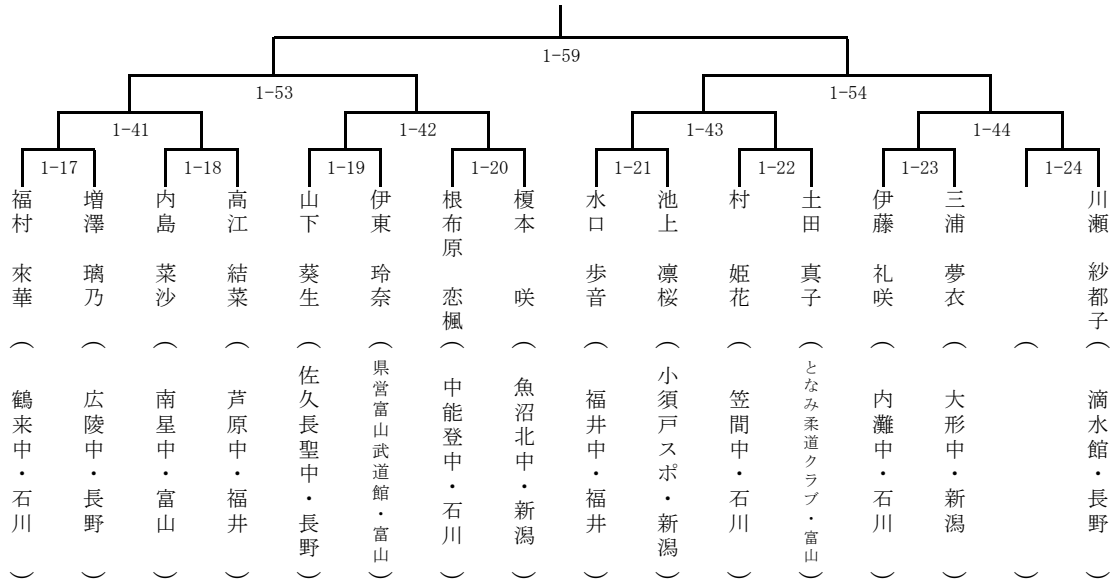 1-59
1-53
1-54
1-41
1-42
1-43
1-44
1-17
1-18
1-19
1-20
1-21
1-22
1-23
1-24
福村 來華（鶴来中・石川）
増澤 璃乃（広陵中・長野）
内島 菜沙（南星中・富山）
高江 結菜（芦原中・福井）
山下 葵生（佐久長聖中・長野）
伊東 玲奈（県営富山武道館・富山）
根布原 恋楓（中能登中・石川）
榎本 咲（魚沼北中・新潟）
水口 歩音（福井中・福井）
池上 凛桜（小須戸スポ・新潟）
村 姫花（笠間中・石川）
土田 真子（となみ柔道クラブ・富山）
伊藤 礼咲（内灘中・石川）
三浦 夢衣（大形中・新潟）
（ ）
川瀬 紗都子（滴水館・長野）